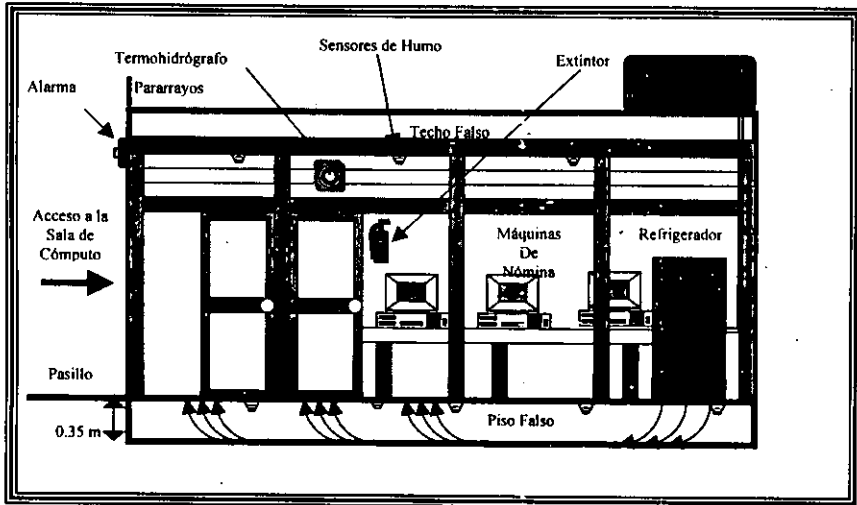 Sensores de Humo
Termohidrógrafo
Extintor
Alarma
Pararrayos
Techo Falso
Acceso a la
Sala de
Cómputo
Máquinas
De
Nómina
Refrigerador
Pasillo
0.35 m
Piso Falso